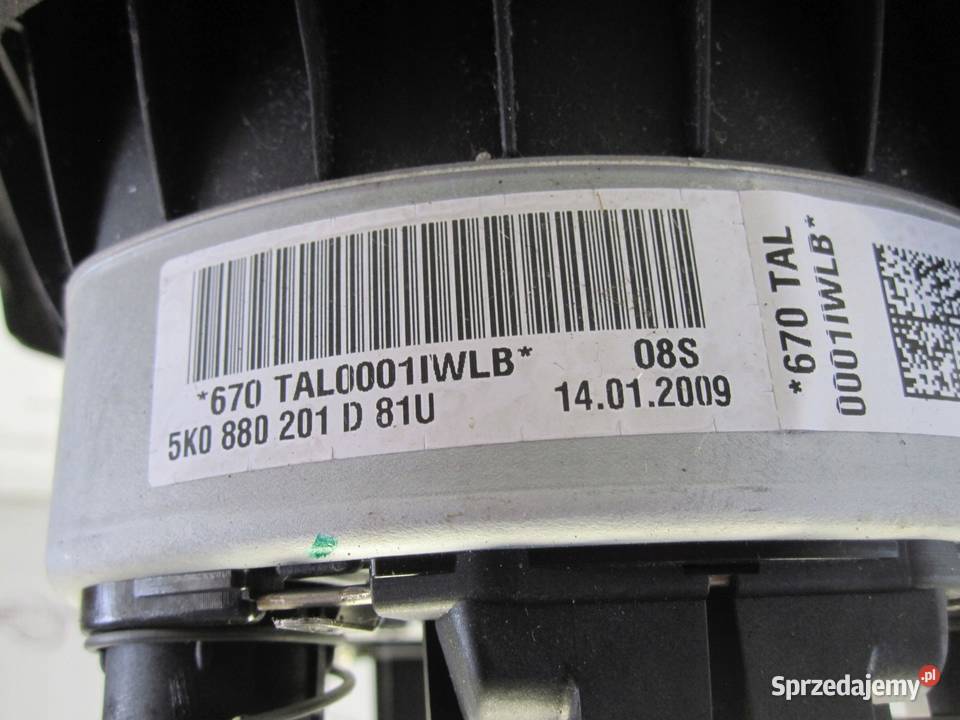 *670 TAL0001IWLB* 08S
5K0 880 201 D 81U 14.01.2009
*670 TAL
0001IWLB*
Sprzedajemy.pl